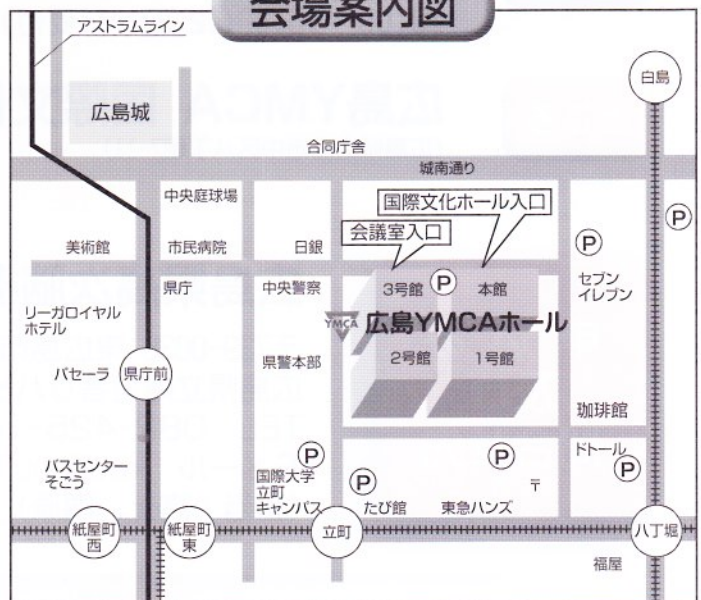 会場案内図
アストラムライン
白島
広島城
合同庁舎
城南通り
中央庭球場
国際文化ホール入口
P
会議室入口
美術館
市民病院
日銀
P
県庁
中央警察
3号館
P
本館
セブン
イレブン
リーガロイヤル
ホテル
YMCA
広島YMCAホール
県警本部
2号館
1号館
パセーラ
県庁前
珈琲館
ドトール
P
P
P
バスセンター
そごう
国際大学
立町
キャンパス
P
たび館
東急ハンズ
〒
紙屋町
西
紙屋町
東
立町
八丁堀
福屋